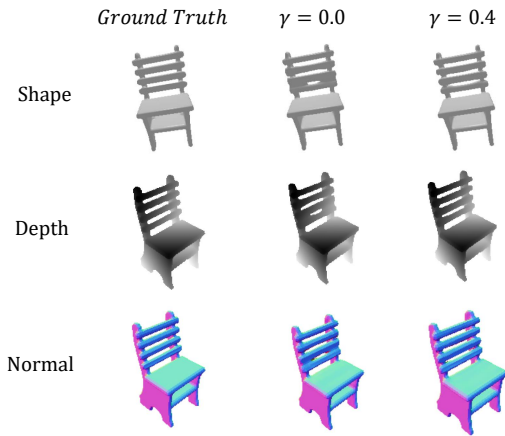 Ground Truth γ = 0.0 γ = 0.4
Shape
Depth
Normal